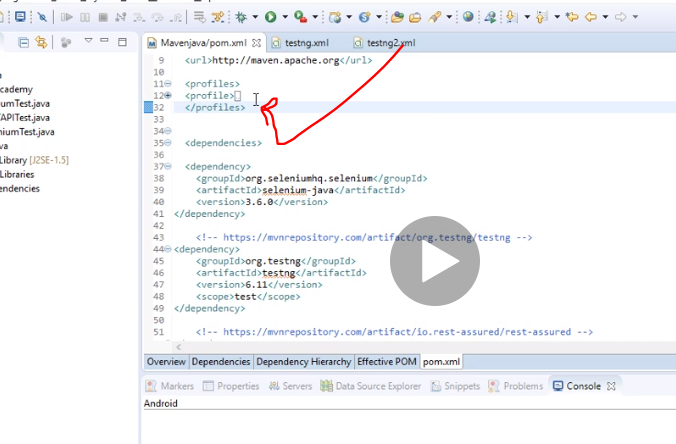 Mavenjava/pom.xml testng.xml testng2.xml
9 <url>http://maven.apache.org</url>
10
11 <profiles>
12 <profile>
32 </profiles>
33
34
35 <dependencies>
36
37 <dependency>
38 <groupId>org.seleniumhq.selenium</groupId>
39 <artifactId>selenium-java</artifactId>
40 <version>3.6.0</version>
41 </dependency>
42
43 <!-- https://mvnrepository.com/artifact/org.testng/testng -->
44 <dependency>
45 <groupId>org.testng</groupId>
46 <artifactId>testng</artifactId>
47 <version>6.11</version>
48 <scope>test</scope>
49 </dependency>
50
51 <!-- https://mvnrepository.com/artifact/io.rest-assured/rest-assured -->
cademy
iumTest.java
APITest.java
niumTest.java
va
Library [J2SE-1.5]
Libraries
endencies
Overview Dependencies Dependency Hierarchy Effective POM pom.xml
Markers Properties Servers Data Source Explorer Snippets Problems Console
Android